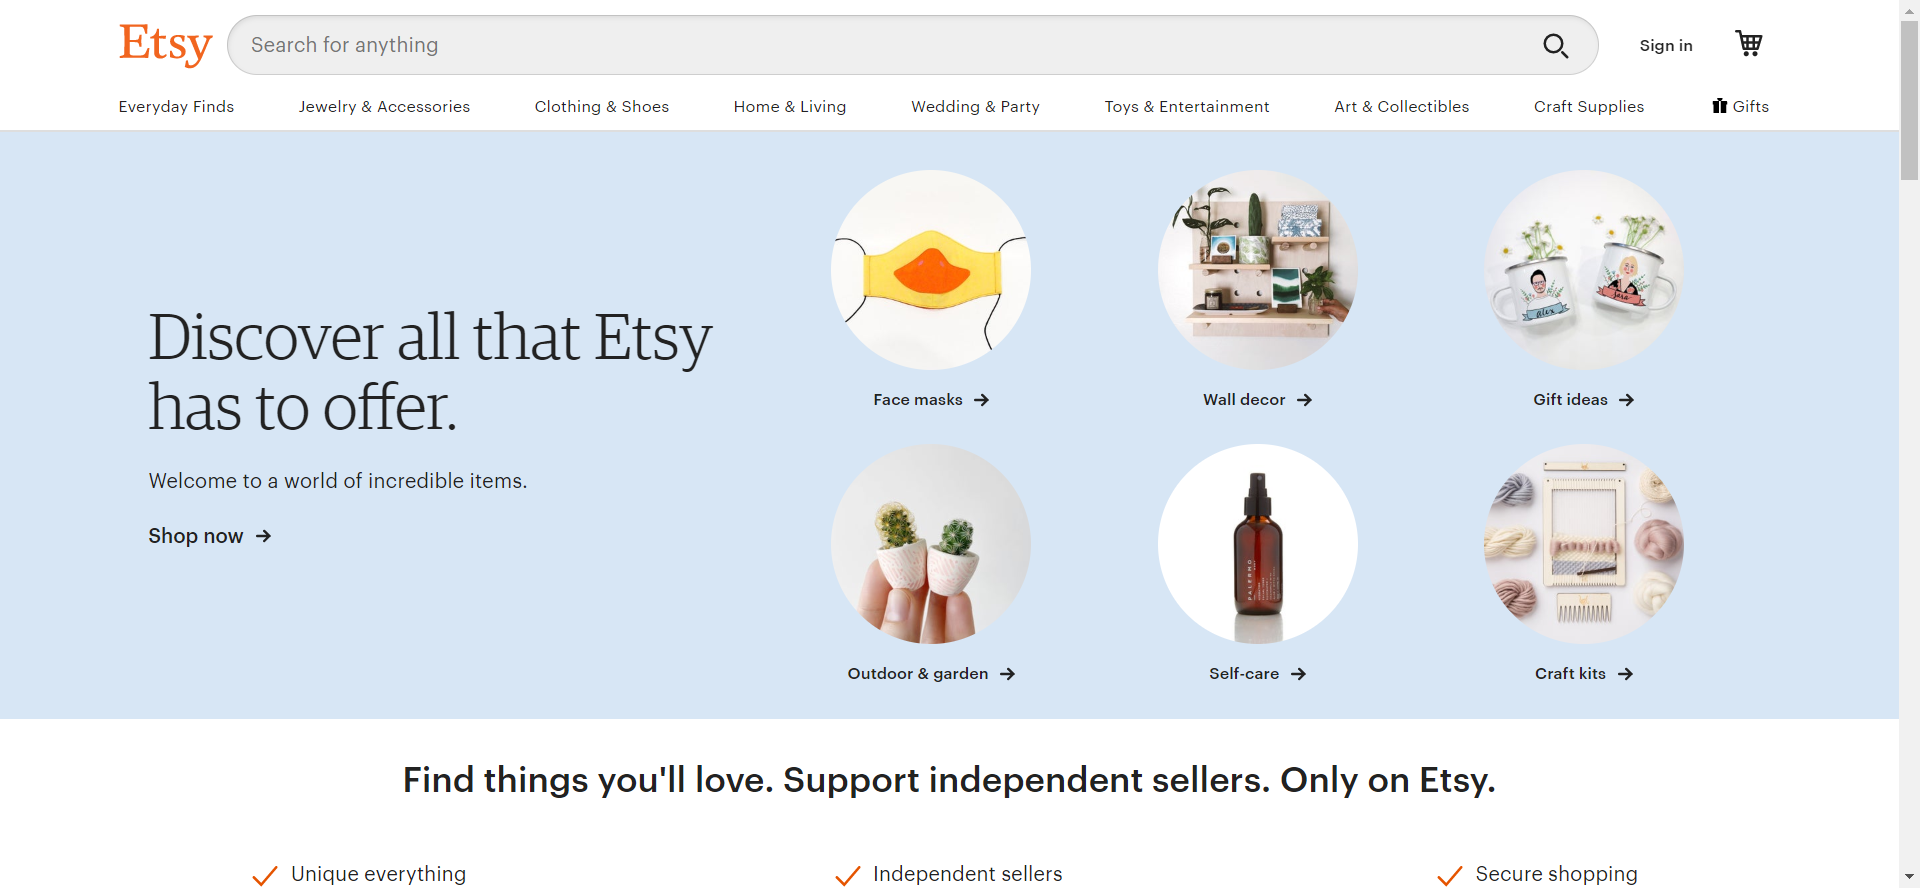 Etsy
Search for anything
Sign in
Everyday Finds
Jewelry & Accessories
Clothing & Shoes
Home & Living
Wedding & Party
Toys & Entertainment
Art & Collectibles
Craft Supplies
Gifts
Discover all that Etsy
has to offer.
Welcome to a world of incredible items.
Shop now
alex
sara
Face masks
Wall decor
Gift ideas
PALERMO
Outdoor & garden
Self-care
Craft kits
Find things you'll love. Support independent sellers. Only on Etsy.
Unique everything
Independent sellers
Secure shopping